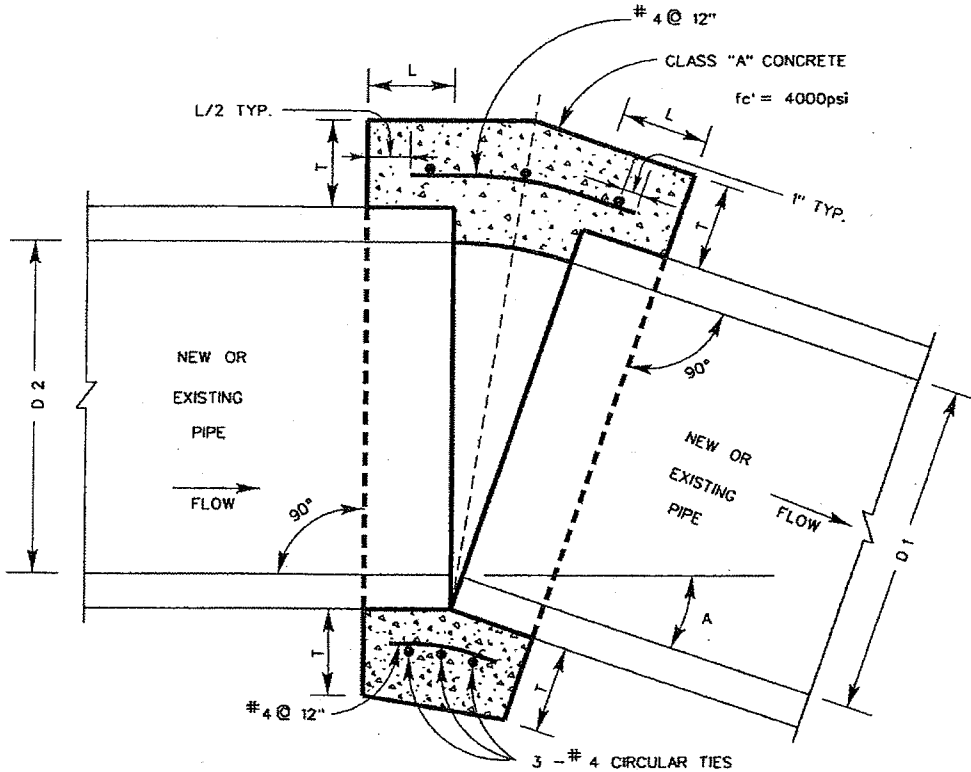 # 4 @ 12"
CLASS "A" CONCRETE
fc' = 4000psi
L
L
L/2 TYP.
T
T
1" TYP.
D 2
NEW OR
EXISTING
PIPE
FLOW
90°
90°
NEW OR
EXISTING
PIPE
FLOW
D 1
A
T
T
# 4 @ 12"
3 - # 4 CIRCULAR TIES